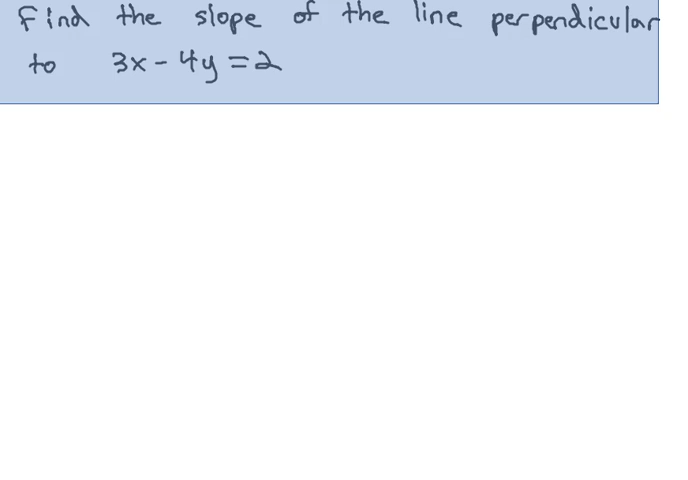 Find the slope of the line perpendicular
to 3x - 4y = 2